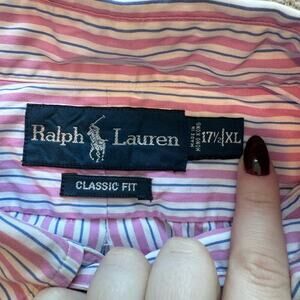 Ralph Lauren
17½ XL
CLASSIC FIT